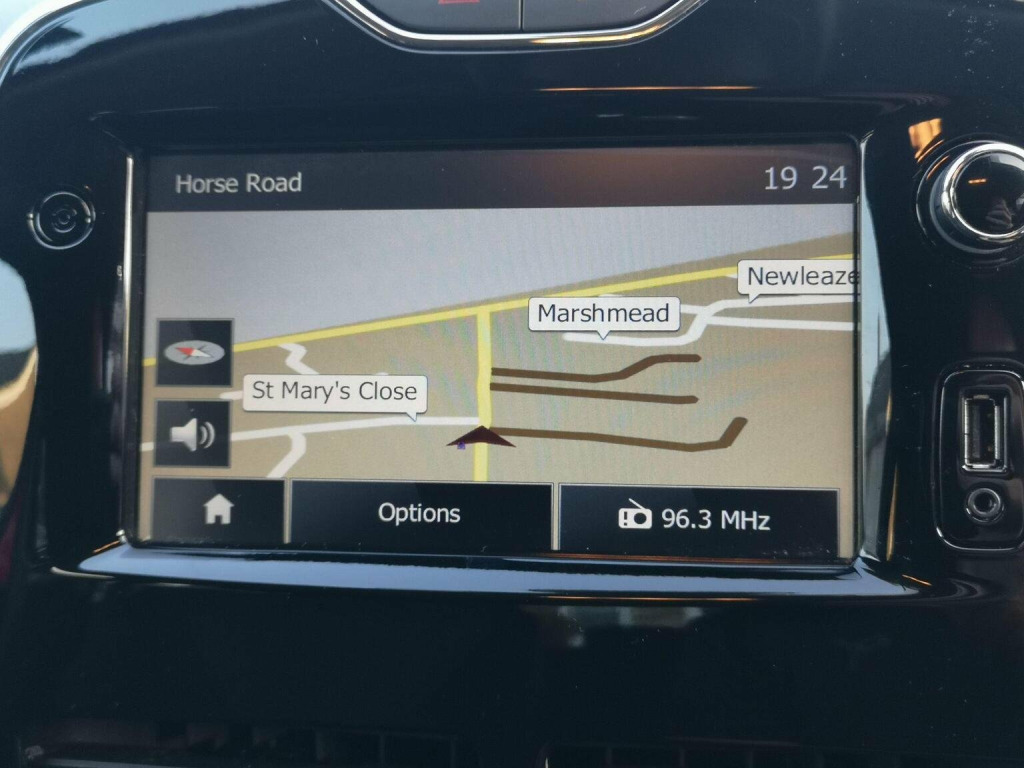 Horse Road
19 24
Newleaze
Marshmead
St Mary's Close
Options
96.3 MHz